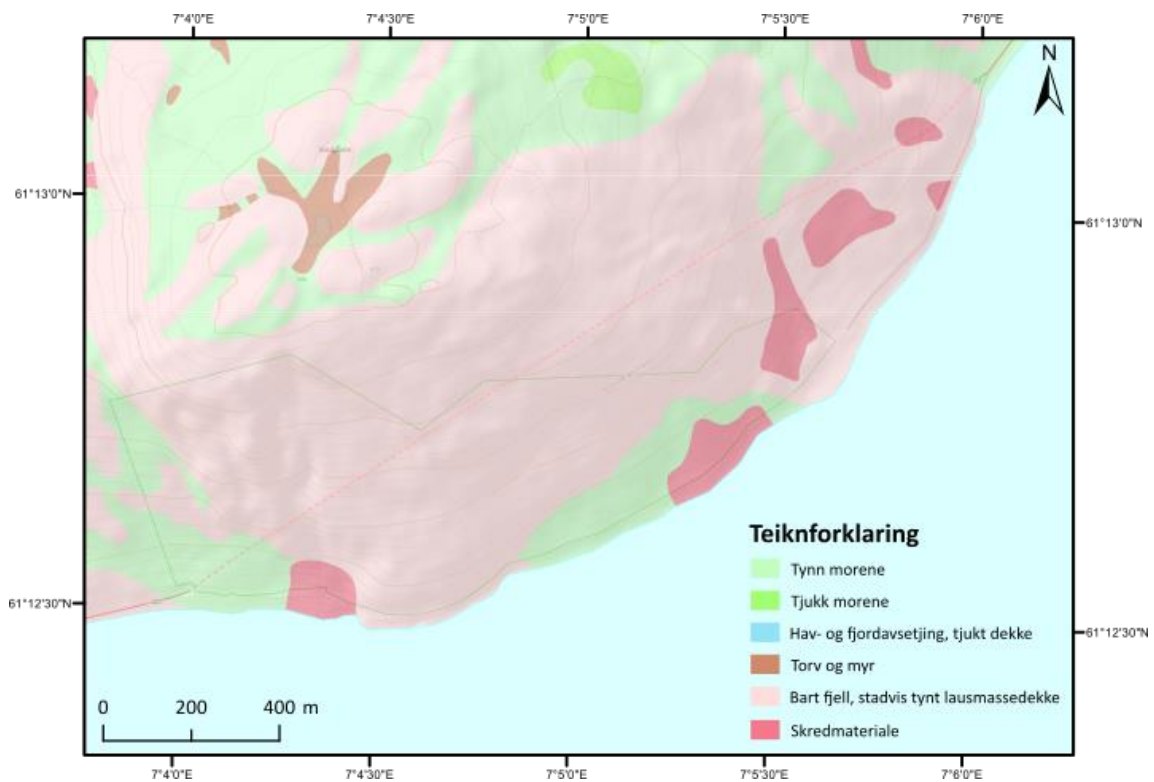 7°4'0"E 7°4'30"E 7°5'0"E 7°5'30"E 7°6'0"E
N
61°13'0"N
61°13'0"N
Teiknforklaring
Tynn morene
Tjukk morene
61°12'30"N
Hav- og fjordavsetjing, tjukt dekke
61°12'30"N
Torv og myr
Bart fjell, stadvis tynt lausmassedekke
Skredmateriale
0 200 400 m
7°4'0"E 7°4'30"E 7°5'0"E 7°5'30"E 7°6'0"E